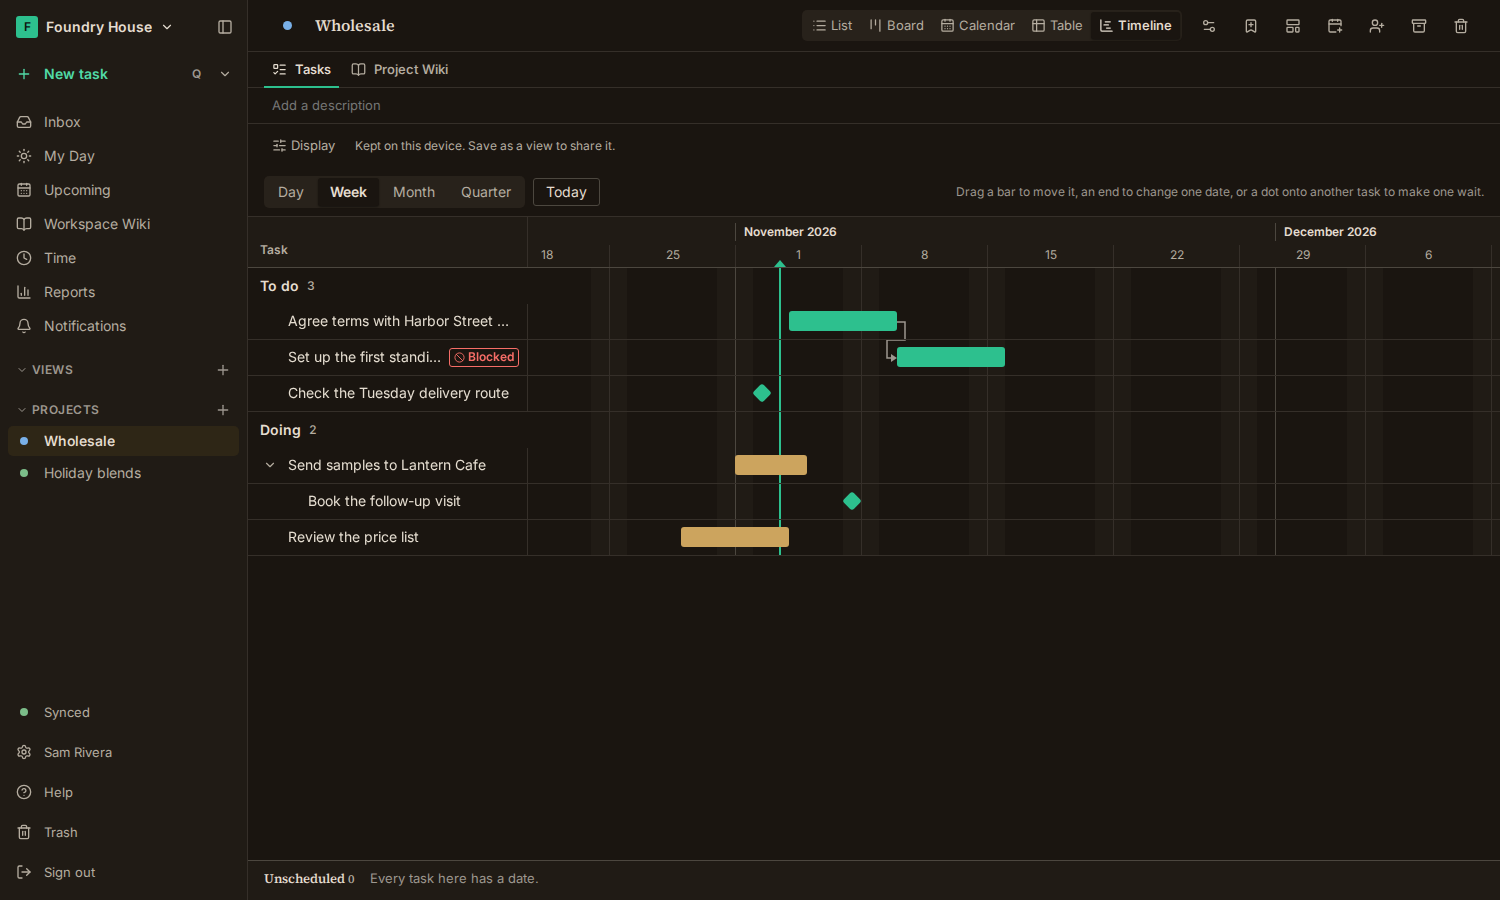 F Foundry House
New task Q
Inbox
My Day
Upcoming
Workspace Wiki
Time
Reports
Notifications
VIEWS
PROJECTS
Wholesale
Holiday blends
Synced
Sam Rivera
Help
Trash
Sign out
Wholesale
List Board Calendar Table Timeline
Tasks Project Wiki
Add a description
Display Kept on this device. Save as a view to share it.
Day Week Month Quarter Today
Drag a bar to move it, an end to change one date, or a dot onto another task to make one wait.
November 2026 December 2026
Task 18 25 1 8 15 22 29 6
To do 3
Agree terms with Harbor Street ...
Set up the first standi... Blocked
Check the Tuesday delivery route
Doing 2
Send samples to Lantern Cafe
Book the follow-up visit
Review the price list
Unscheduled 0 Every task here has a date.